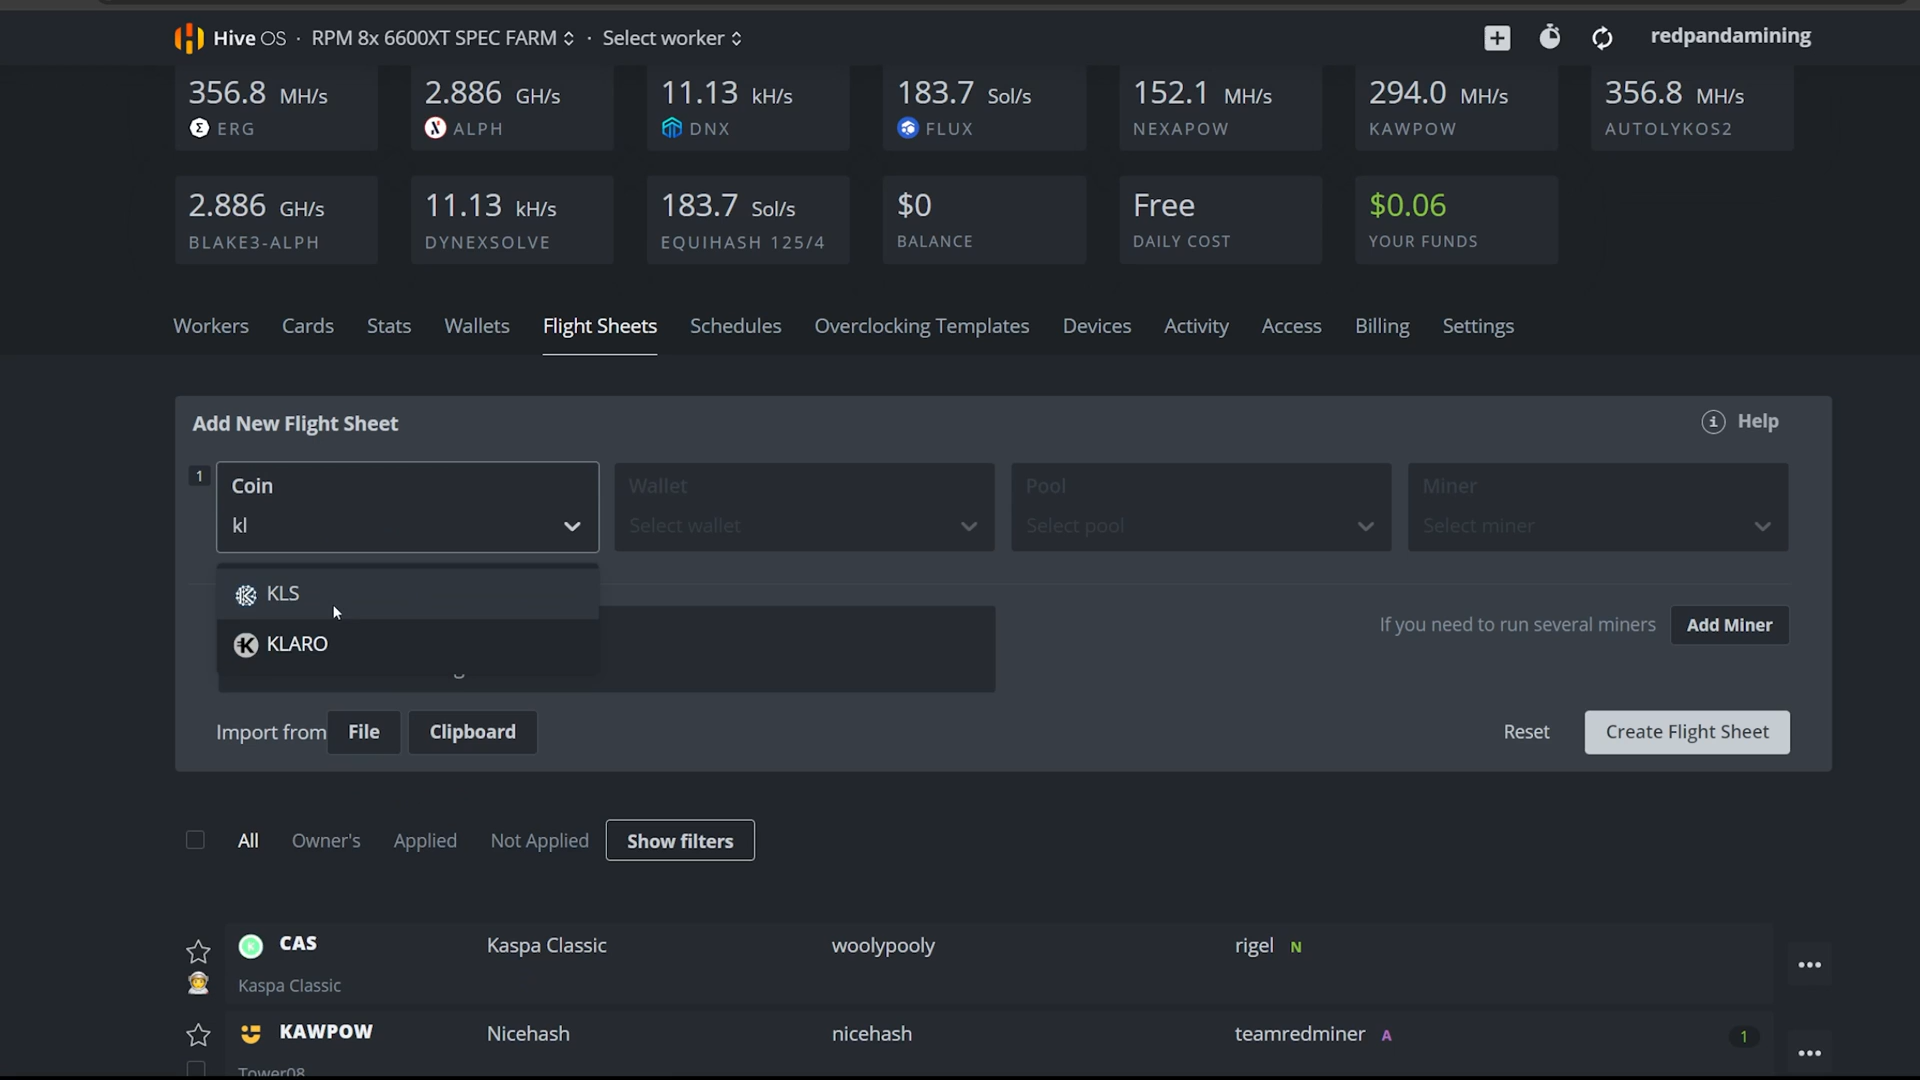 Hive OS · RPM 8x 6600XT SPEC FARM · Select worker redpandamining
356.8 MH/s 2.886 GH/s 11.13 kH/s 183.7 Sol/s 152.1 MH/s 294.0 MH/s 356.8 MH/s
ERG ALPH DNX FLUX NEXAPOW KAWPOW AUTOLYKOS2
2.886 GH/s 11.13 kH/s 183.7 Sol/s $0 Free $0.06
BLAKE3-ALPH DYNEXSOLVE EQUIHASH 125/4 BALANCE DAILY COST YOUR FUNDS
Workers Cards Stats Wallets Flight Sheets Schedules Overclocking Templates Devices Activity Access Billing Settings
Add New Flight Sheet Help
1 Coin Wallet Pool Miner
kl Select wallet Select pool Select miner
KLS
If you need to run several miners Add Miner
KLARO
Import from File Clipboard Reset Create Flight Sheet
All Owner's Applied Not Applied Show filters
CAS Kaspa Classic woolypooly rigel N
Kaspa Classic
KAWPOW Nicehash nicehash teamredminer A 1
Tower08